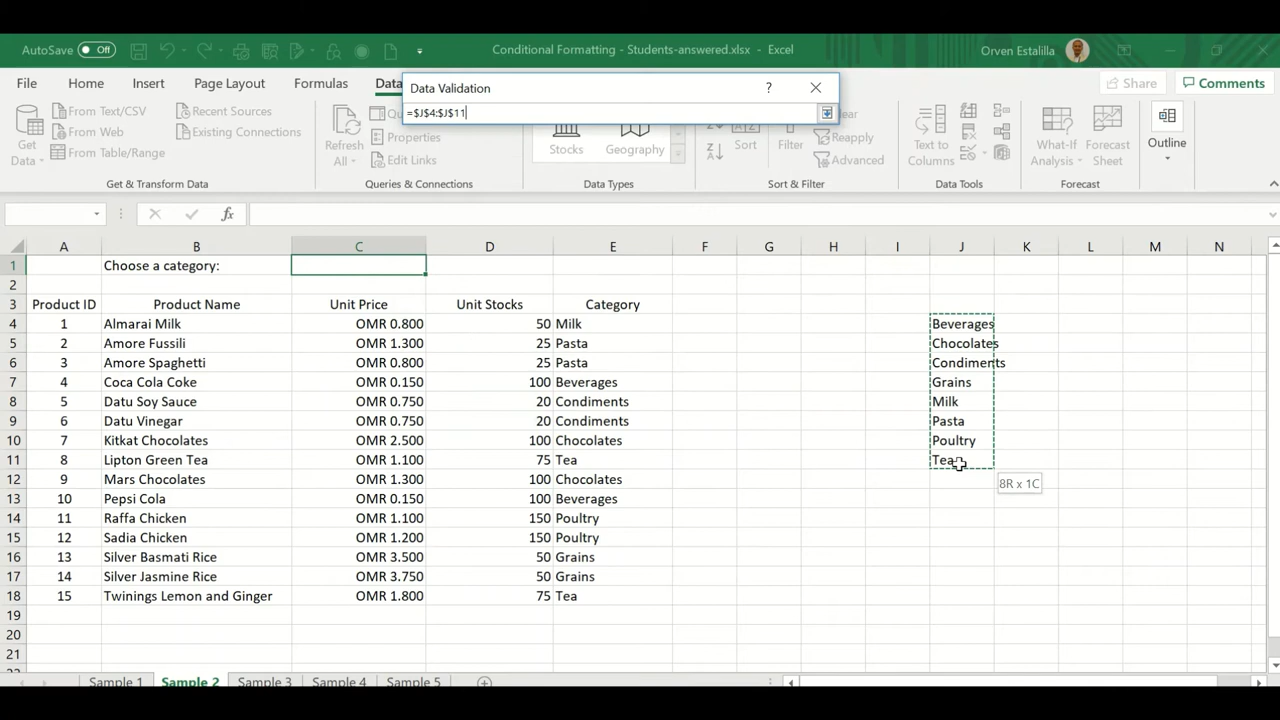 AutoSave Off
Conditional Formatting - Students-answered.xlsx - Excel
Orven Estalilla
File Home Insert Page Layout Formulas Data
Share Comments
Data Validation ?
=$J$4:$J$11
Get Data
From Text/CSV
From Web
From Table/Range
Recent Sources
Existing Connections
Get & Transform Data
Refresh All
Properties
Edit Links
Queries & Connections
Stocks Geography
Data Types
Sort
Filter
Reapply
Advanced
Sort & Filter
Text to Columns
Data Tools
What-If Analysis
Forecast Sheet
Forecast
Outline
fx
A B C D E F G H I J K L M N
1 Choose a category:
2
3 Product ID Product Name Unit Price Unit Stocks Category
4 1 Almarai Milk OMR 0.800 50 Milk Beverages
5 2 Amore Fussili OMR 1.300 25 Pasta Chocolates
6 3 Amore Spaghetti OMR 0.800 25 Pasta Condiments
7 4 Coca Cola Coke OMR 0.150 100 Beverages Grains
8 5 Datu Soy Sauce OMR 0.750 20 Condiments Milk
9 6 Datu Vinegar OMR 0.750 20 Condiments Pasta
10 7 Kitkat Chocolates OMR 2.500 100 Chocolates Poultry
11 8 Lipton Green Tea OMR 1.100 75 Tea Tea
12 9 Mars Chocolates OMR 1.300 100 Chocolates 8R x 1C
13 10 Pepsi Cola OMR 0.150 100 Beverages
14 11 Raffa Chicken OMR 1.100 150 Poultry
15 12 Sadia Chicken OMR 1.200 150 Poultry
16 13 Silver Basmati Rice OMR 3.500 50 Grains
17 14 Silver Jasmine Rice OMR 3.750 50 Grains
18 15 Twinings Lemon and Ginger OMR 1.800 75 Tea
19
20
21
Sample 1 Sample 2 Sample 3 Sample 4 Sample 5